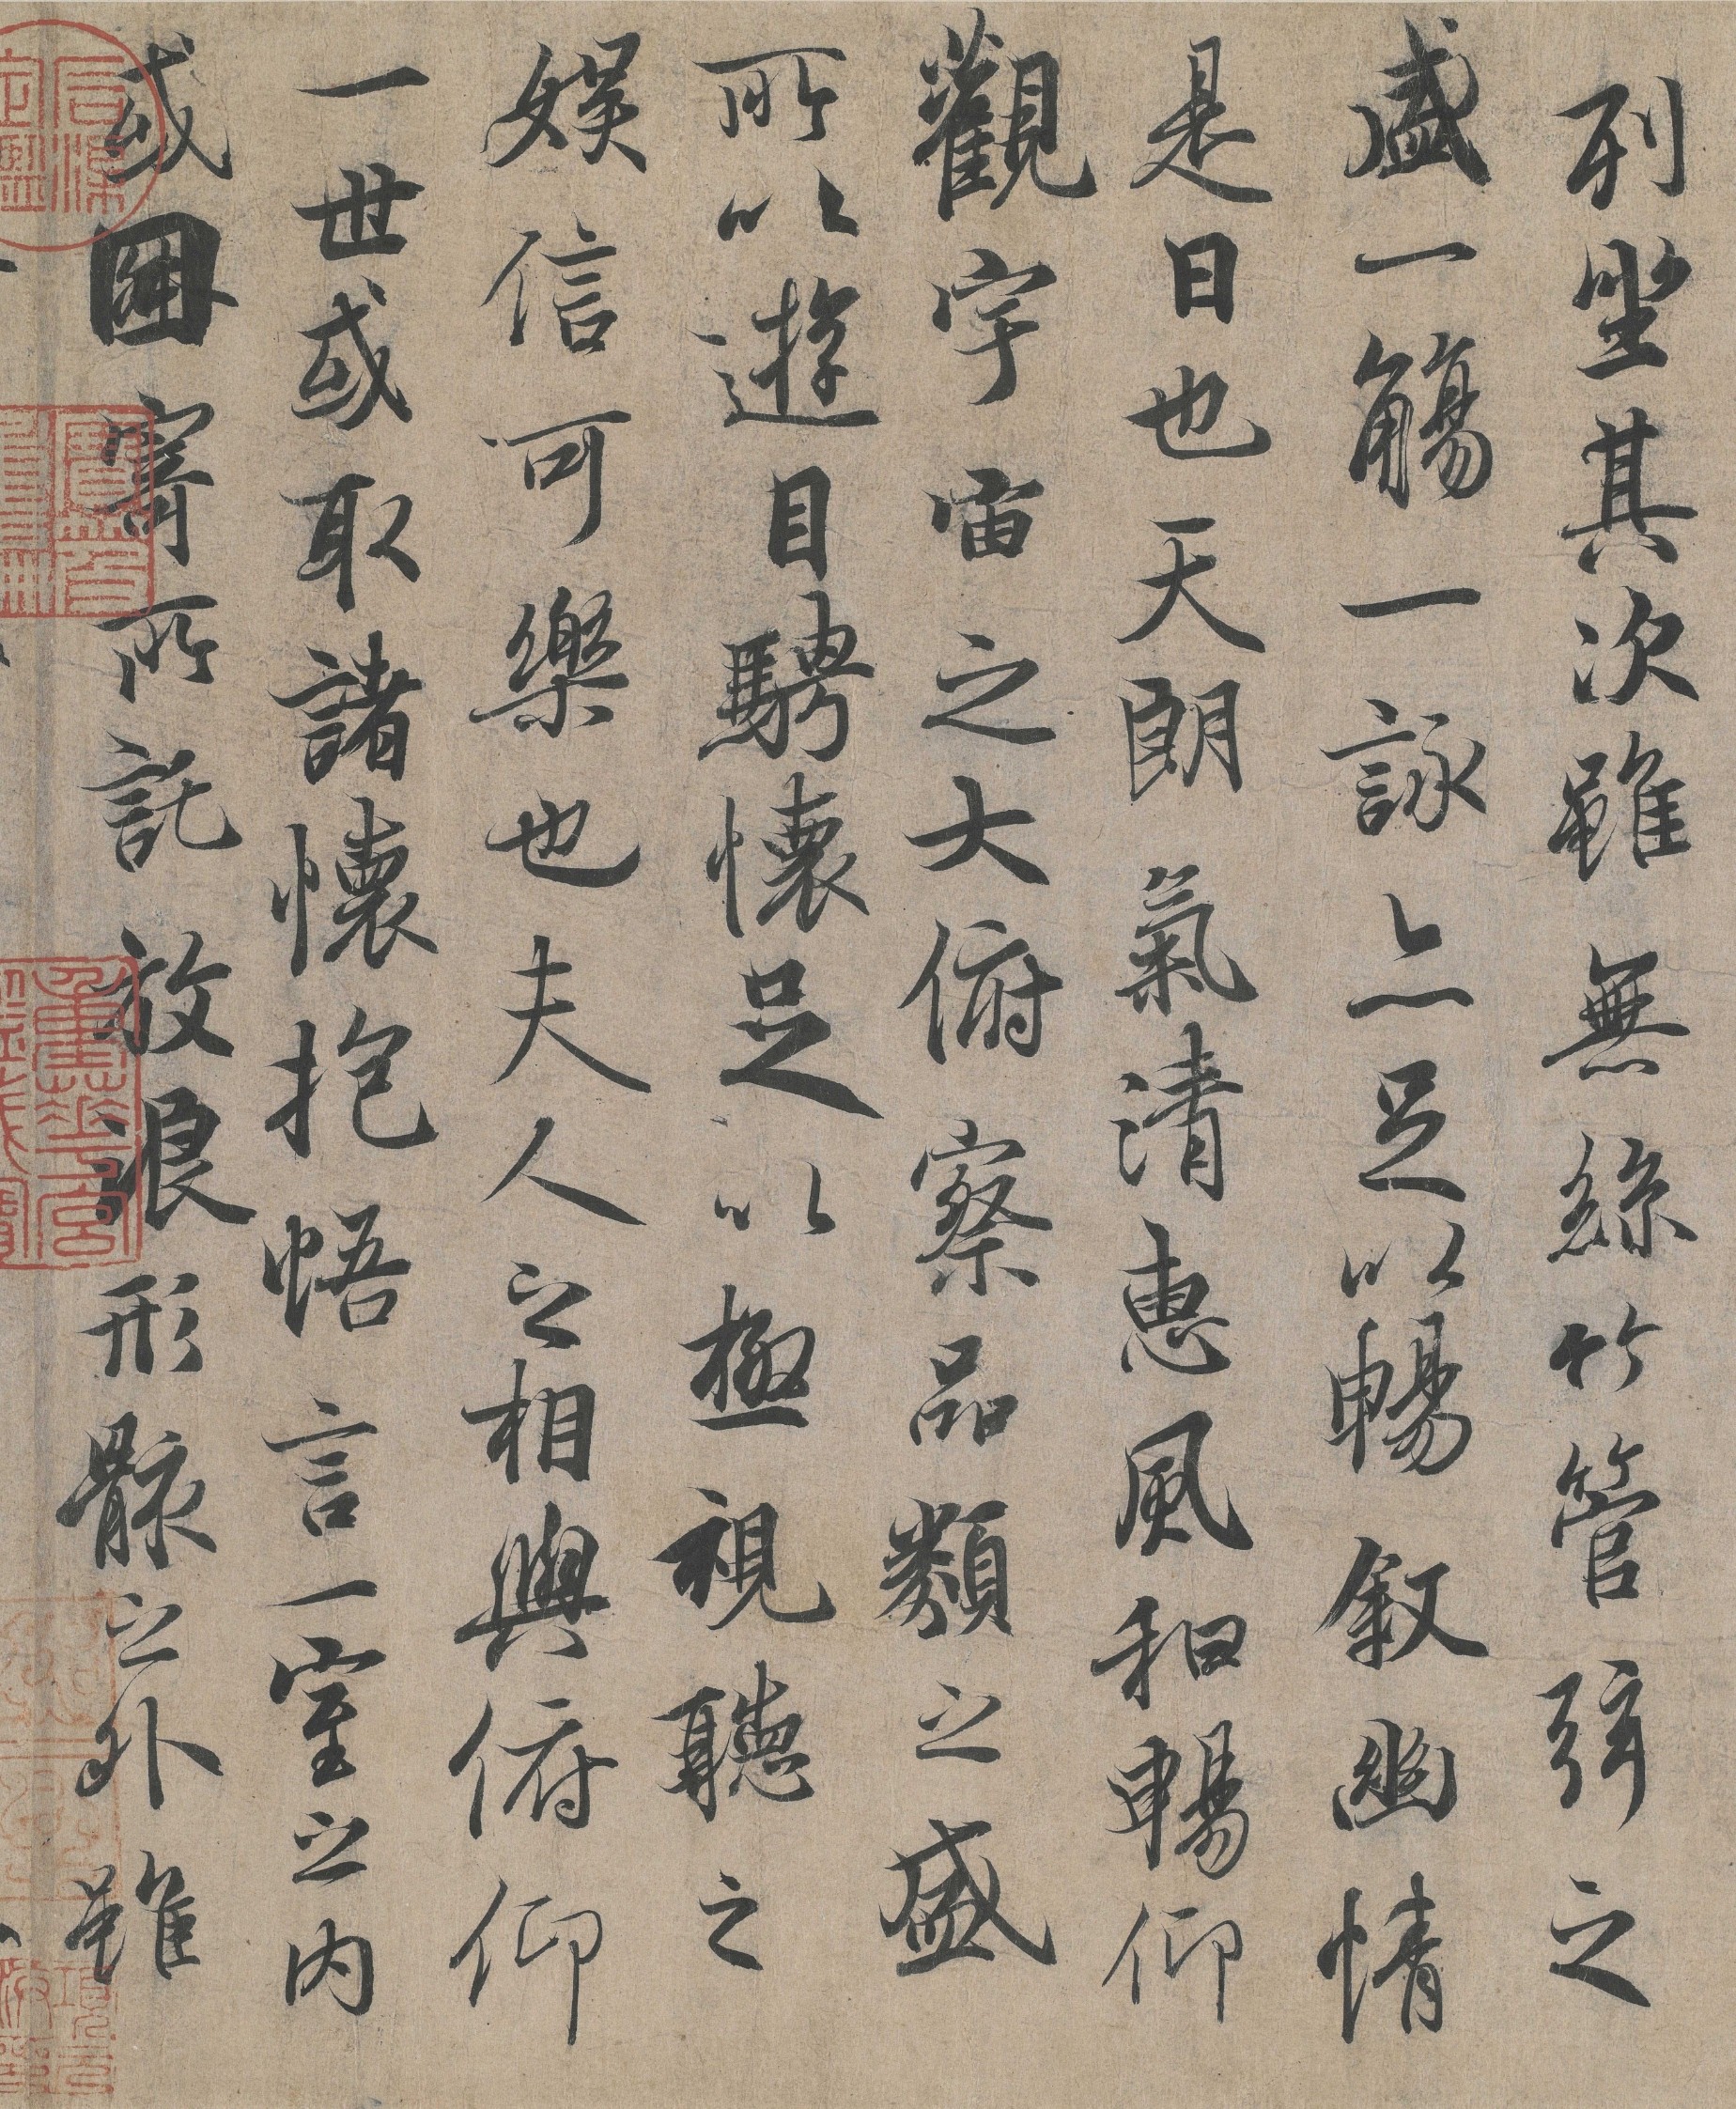 列坐其次雖無絲竹管弦之
盛一觴一詠亦足以暢敘幽情
是日也天朗氣清惠風和暢仰
觀宇宙之大俯察品類之盛
所以遊目騁懷足以極視聽之
娛信可樂也夫人之相與俯仰
一世或取諸懷抱悟言一室之內
或因寄所託放浪形骸之外雖